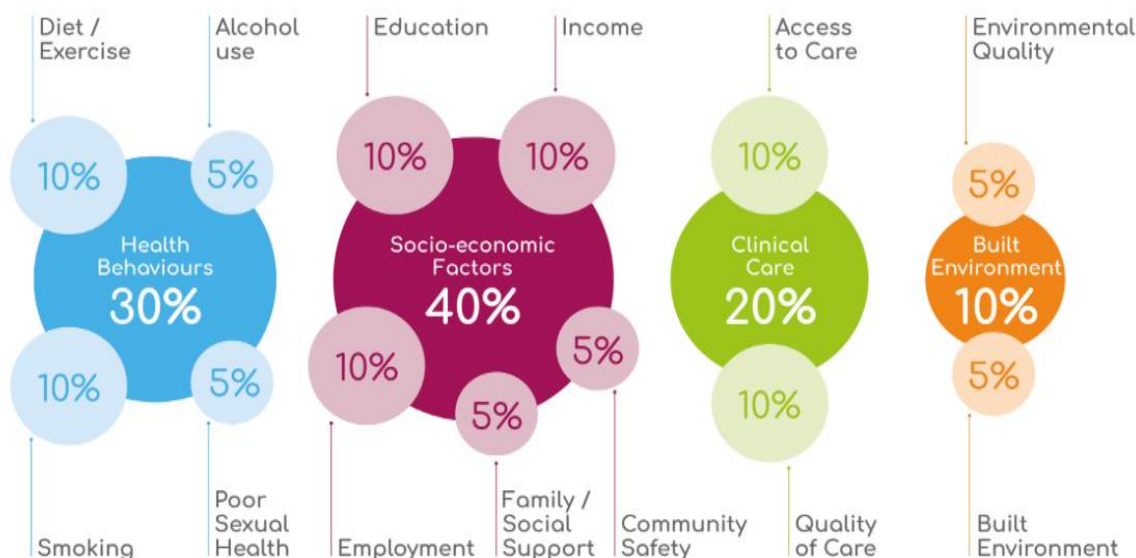 Diet /
Exercise
Alcohol
use
Education
Income
Access
to Care
Environmental
Quality
10%
5%
10%
10%
10%
5%
Health
Behaviours
30%
Socio-economic
Factors
40%
Clinical
Care
20%
Built
Environment
10%
10%
5%
10%
5%
5%
10%
5%
Smoking
Poor
Sexual
Health
Employment
Family /
Social
Support
Community
Safety
Quality
of Care
Built
Environment